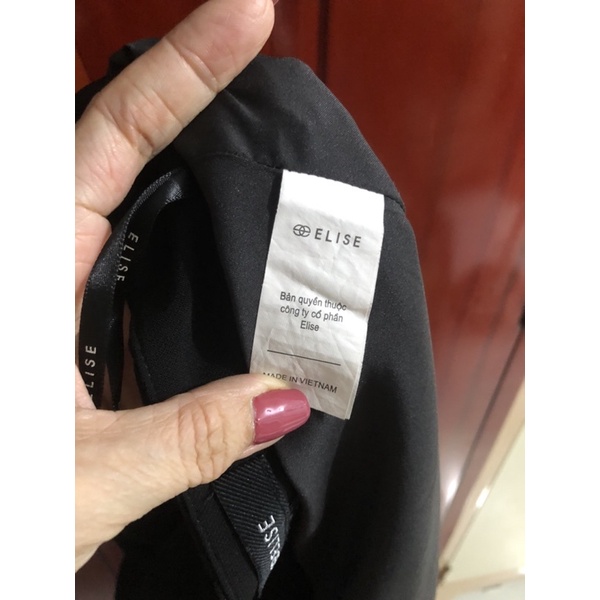 ELISE
Bản quyền thuộc
công ty cổ phần
Elise
MADE IN VIETNAM
ELISE
ELISE
ELISE